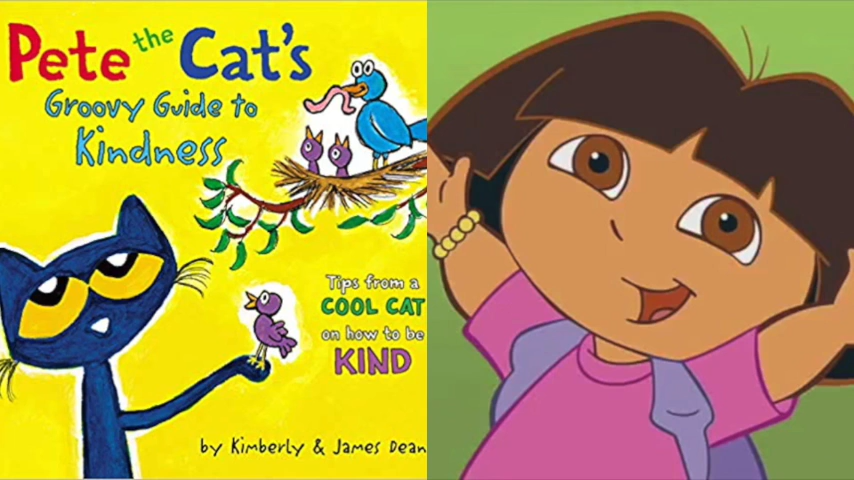 Pete the Cat's
Groovy Guide to
Kindness
Tips from a
COOL CAT
on how to be
KIND
by Kimberly & James Dean